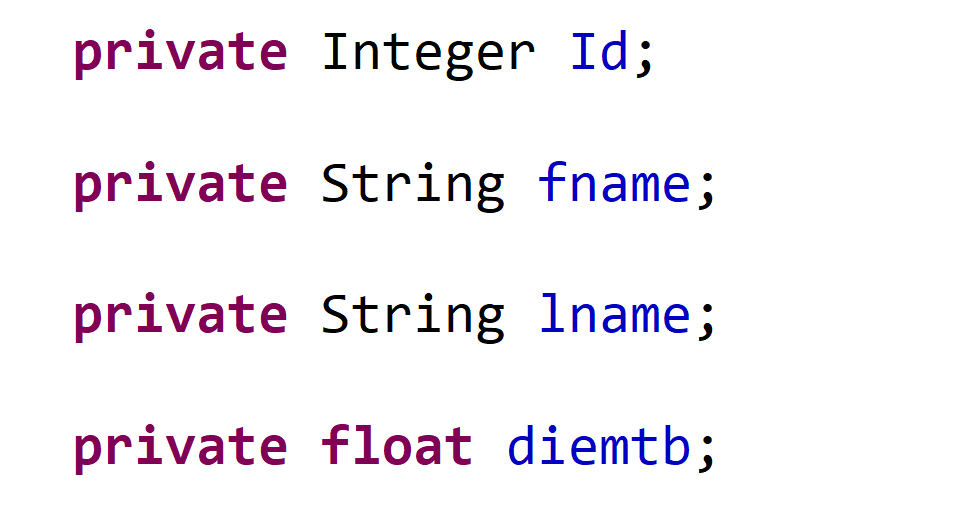 private Integer Id;
private String fname;
private String lname;
private float diemtb;